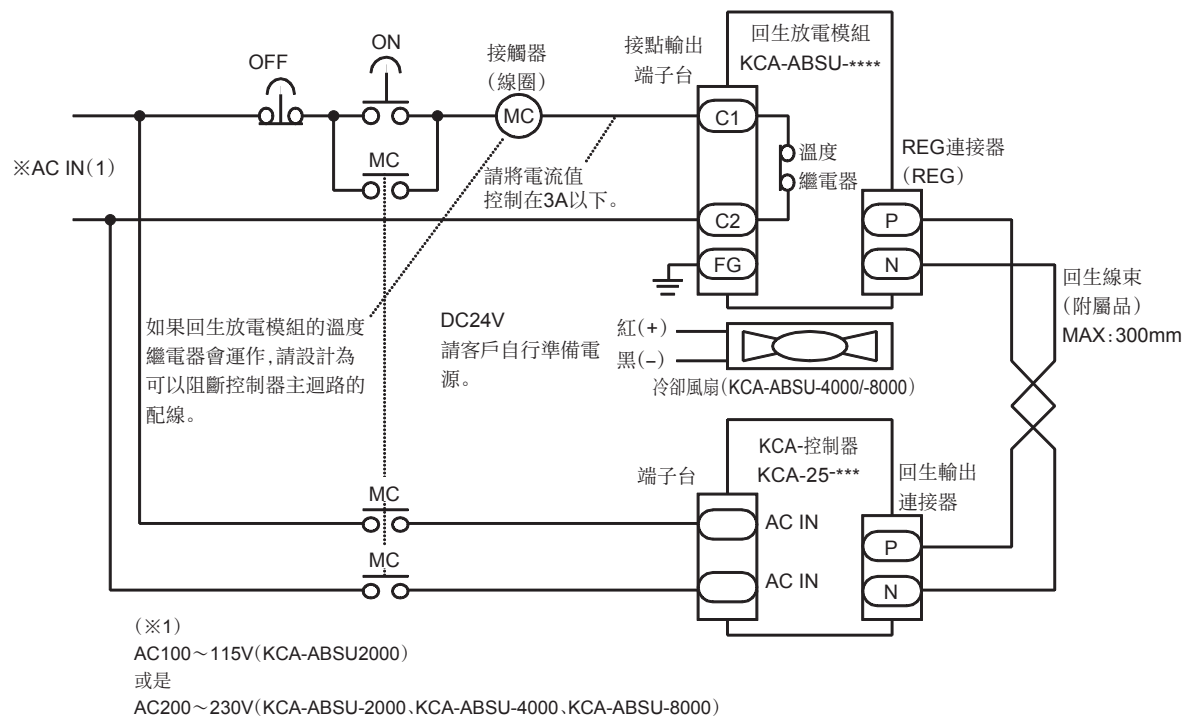 OFF
ON
接觸器
（線圈）
MC
接點輸出
端子台
回生放電模組
KCA-ABSU-****
C1
溫度
繼電器
REG連接器
（REG）
※AC IN（1）
MC
請將電流值
控制在3A以下。
C2
FG
P
N
回生線束
（附屬品）
MAX：300mm
如果回生放電模組的溫度
繼電器會運作，請設計為
可以阻斷控制器主迴路的
配線。
DC24V
請客戶自行準備電
源。
紅（+）
黑（−）
冷卻風扇（KCA-ABSU-4000/-8000）
KCA-控制器
KCA-25-***
端子台
回生輸出
連接器
MC
AC IN
P
MC
AC IN
N
（※1）
AC100～115V（KCA-ABSU2000）
或是
AC200～230V（KCA-ABSU-2000、KCA-ABSU-4000、KCA-ABSU-8000）